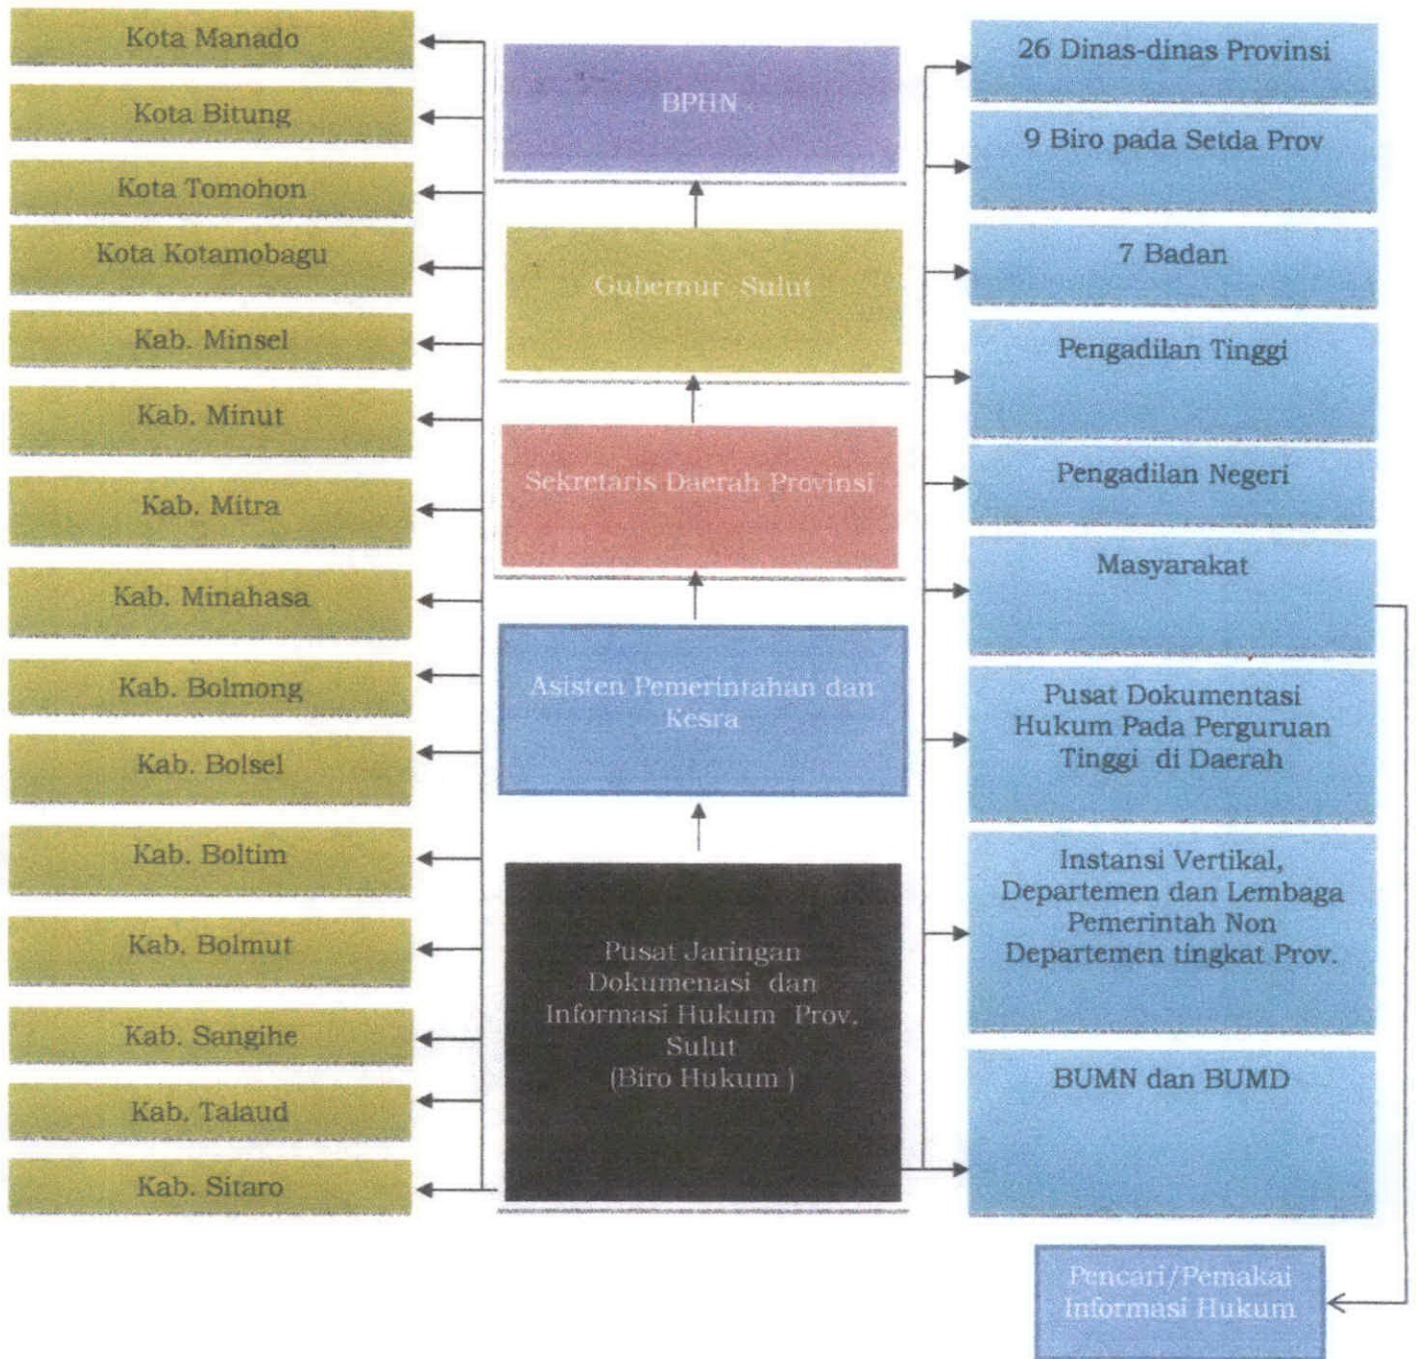 Kota Manado
Kota Bitung
Kota Tomohon
Kota Kotamobagu
Kab. Minsel
Kab. Minut
Kab. Mitra
Kab. Minahasa
Kab. Bolmong
Kab. Bolsel
Kab. Boltim
Kab. Bolmut
Kab. Sangihe
Kab. Talaud
Kab. Sitaro
BPHN
Gubernur Sulut
Sekretaris Daerah Provinsi
Asisten Pemerintahan dan
Kesra
Pusat Jaringan
Dokumenasi dan
Informasi Hukum Prov.
Sulut
(Biro Hukum )
26 Dinas-dinas Provinsi
9 Biro pada Setda Prov
7 Badan
Pengadilan Tinggi
Pengadilan Negeri
Masyarakat
Pusat Dokumentasi
Hukum Pada Perguruan
Tinggi di Daerah
Instansi Vertikal,
Departemen dan Lembaga
Pemerintah Non
Departemen tingkat Prov.
BUMN dan BUMD
Pencari/Pemakai
Informasi Hukum